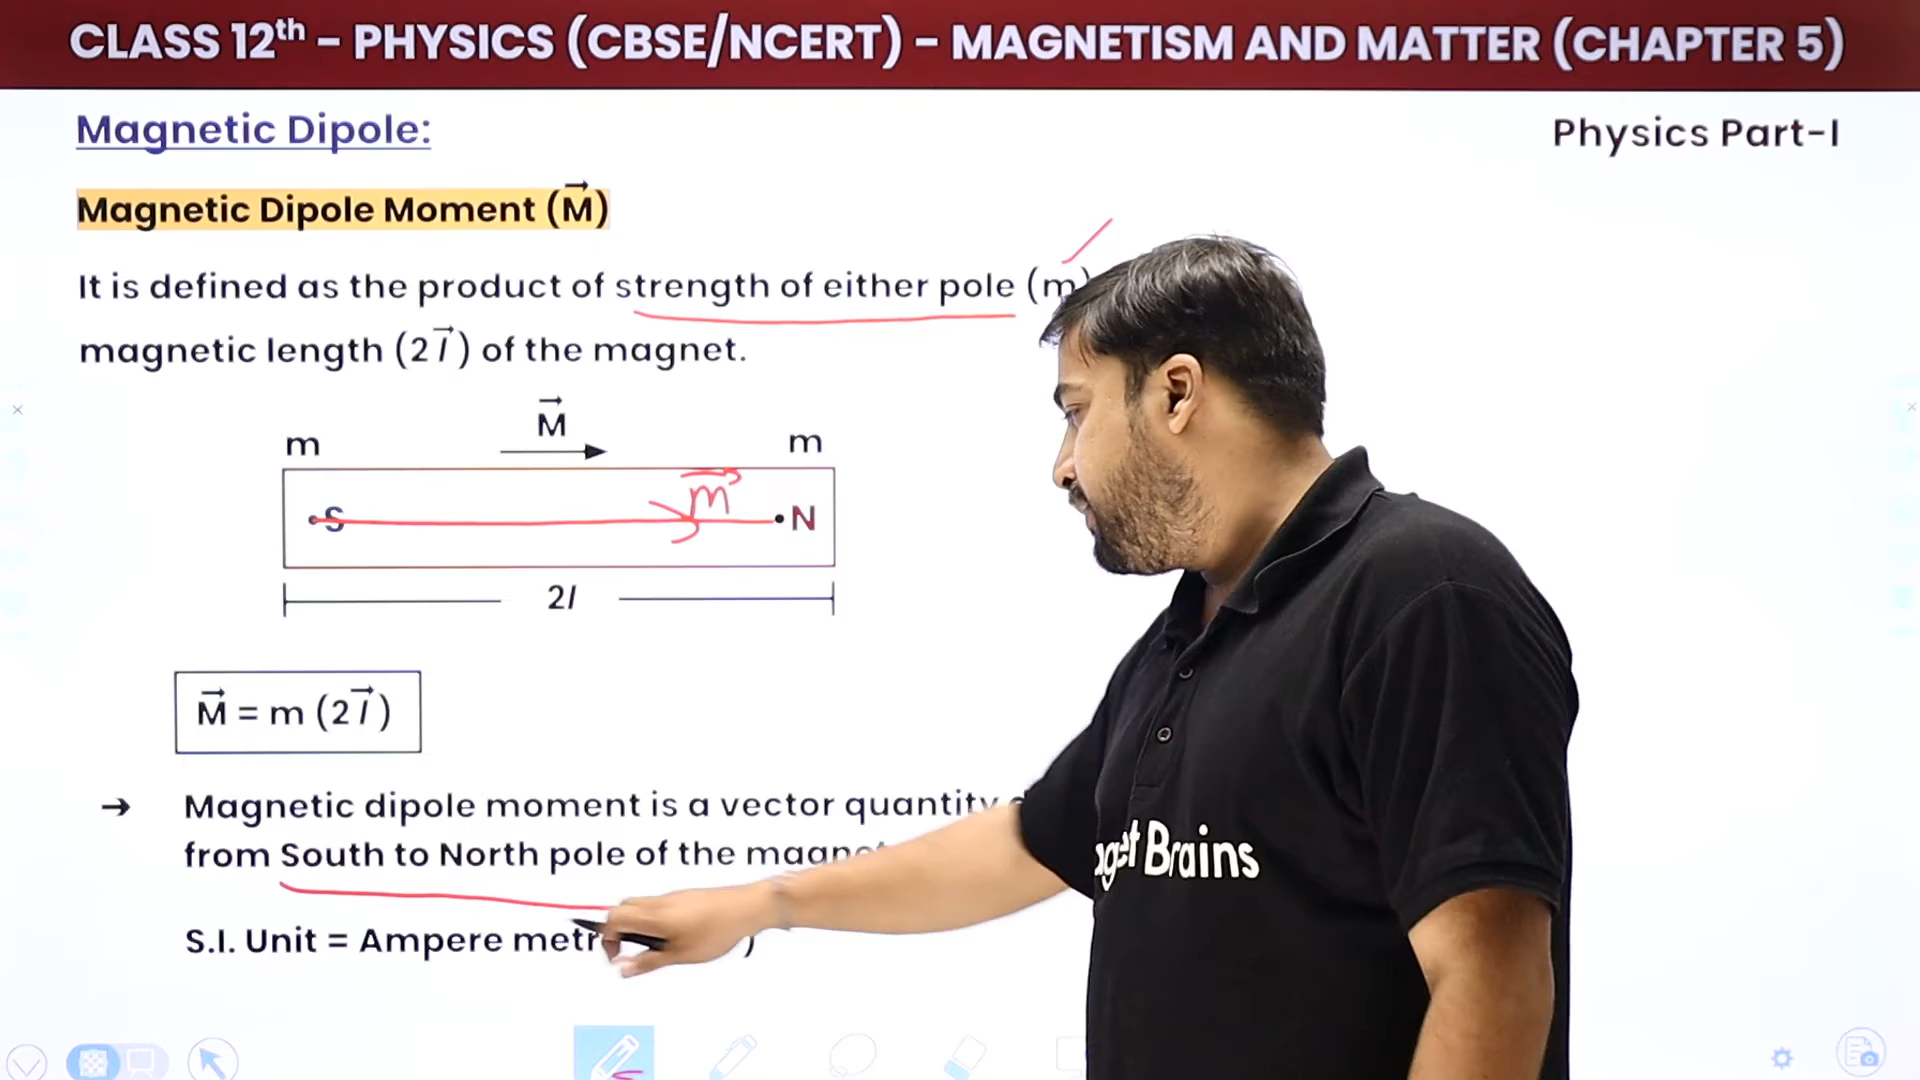 CLASS 12th - PHYSICS (CBSE/NCERT) - MAGNETISM AND MATTER (CHAPTER 5)
Magnetic Dipole:
Physics Part-I
Magnetic Dipole Moment (M⃗)
It is defined as the product of strength of either pole (m)
magnetic length (2l⃗) of the magnet.
M⃗
m m
m⃗
S N
2l
M⃗ = m (2l⃗)
→ Magnetic dipole moment is a vector quantity
from South to North pole of the magnet
S.I. Unit = Ampere metr )
Brains